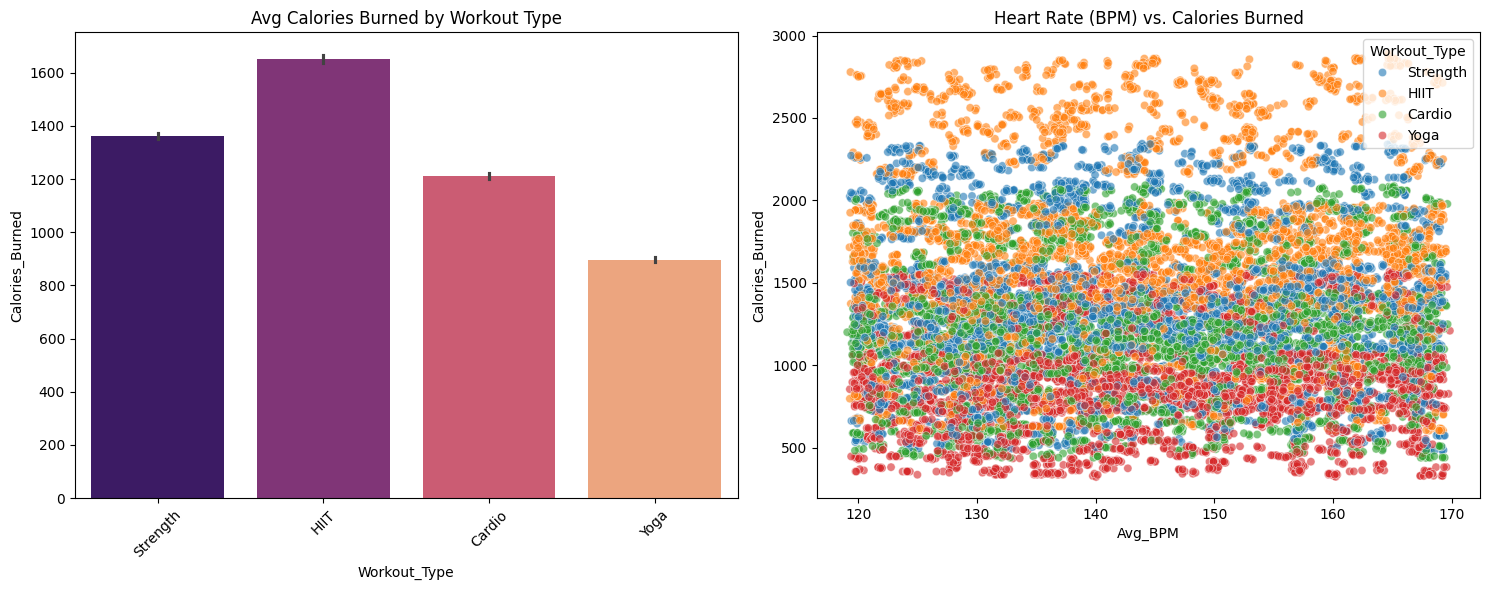 Avg Calories Burned by Workout Type
Calories_Burned
1600
1400
1200
1000
800
600
400
200
0
Strength
HIIT
Cardio
Yoga
Workout_Type
Heart Rate (BPM) vs. Calories Burned
Calories_Burned
3000
2500
2000
1500
1000
500
Workout_Type
Strength
HIIT
Cardio
Yoga
120 130 140 150 160 170
Avg_BPM